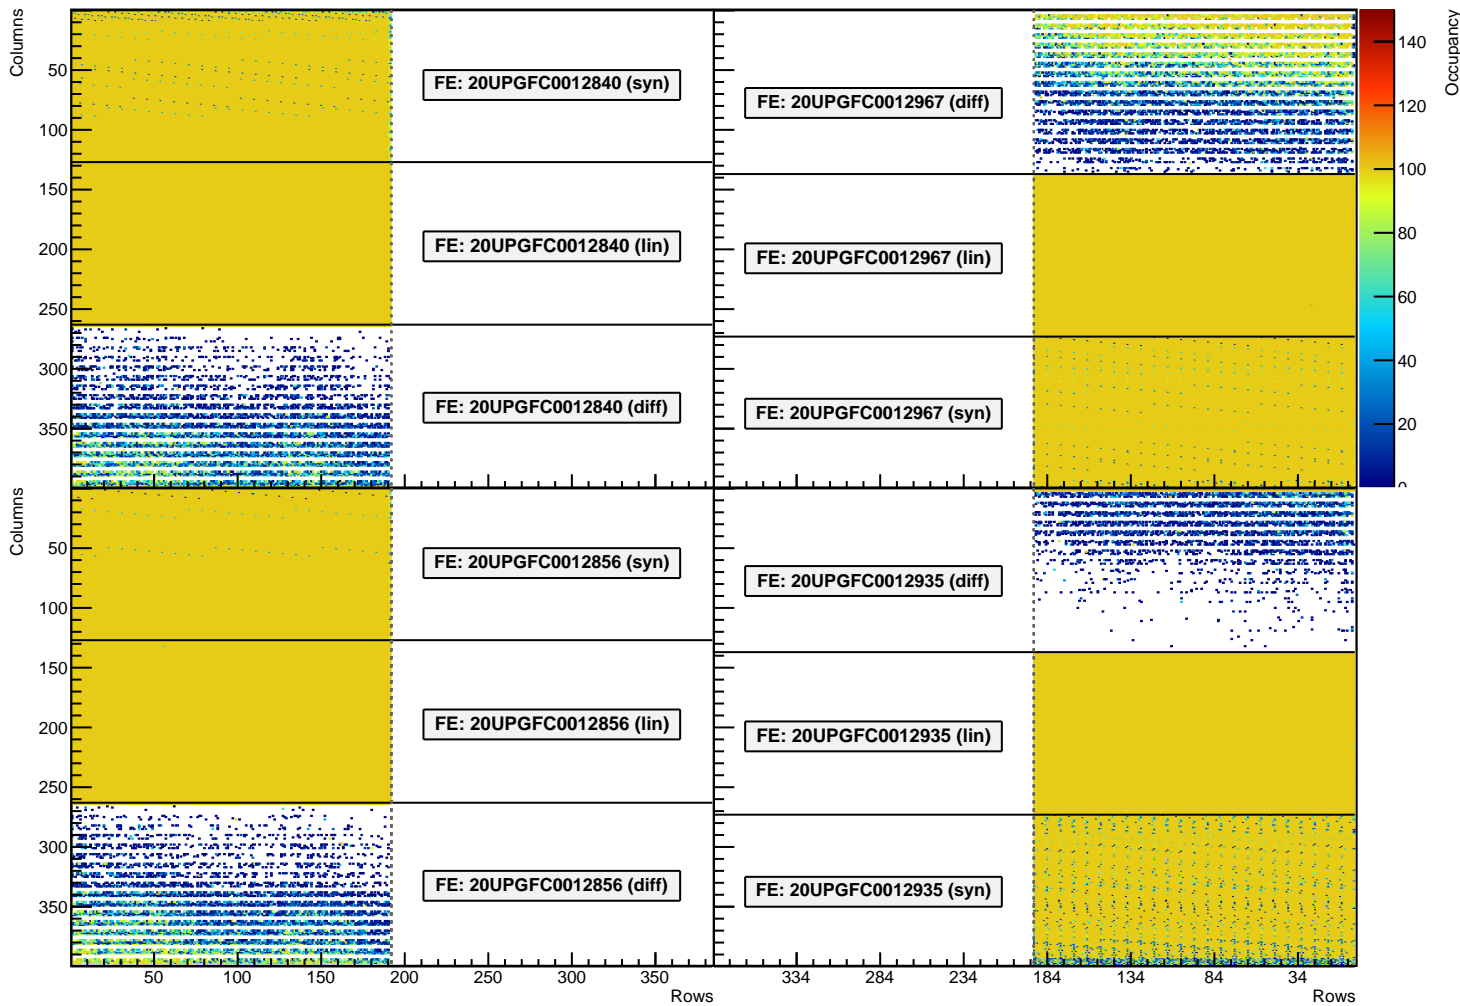 Columns
50
100
150
200
250
300
350
FE: 20UPGFC0012840 (syn)
FE: 20UPGFC0012840 (lin)
FE: 20UPGFC0012840 (diff)
FE: 20UPGFC0012967 (diff)
FE: 20UPGFC0012967 (lin)
FE: 20UPGFC0012967 (syn)
Occupancy
140
120
100
80
60
40
20
0
Columns
50
100
150
200
250
300
350
FE: 20UPGFC0012856 (syn)
FE: 20UPGFC0012856 (lin)
FE: 20UPGFC0012856 (diff)
FE: 20UPGFC0012935 (diff)
FE: 20UPGFC0012935 (lin)
FE: 20UPGFC0012935 (syn)
50 100 150 200 250 300 350
Rows
334 284 234 184 134 84 34
Rows